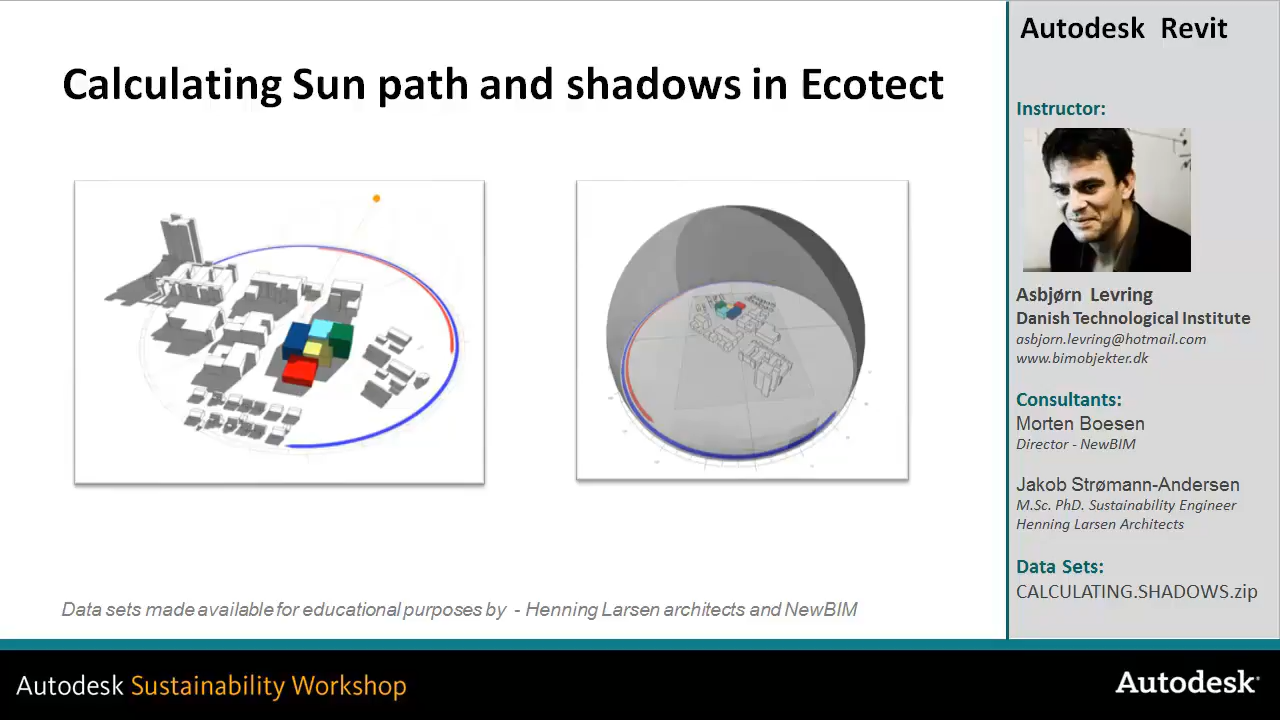 Calculating Sun path and shadows in Ecotect
Data sets made available for educational purposes by - Henning Larsen architects and NewBIM
Autodesk Revit
Instructor:
Asbjørn Levring
Danish Technological Institute
asbjorn.levring@hotmail.com
www.bimobjekter.dk
Consultants:
Morten Boesen
Director - NewBIM
Jakob Strømann-Andersen
M.Sc. PhD. Sustainability Engineer
Henning Larsen Architects
Data Sets:
CALCULATING.SHADOWS.zip
Autodesk Sustainability Workshop
Autodesk